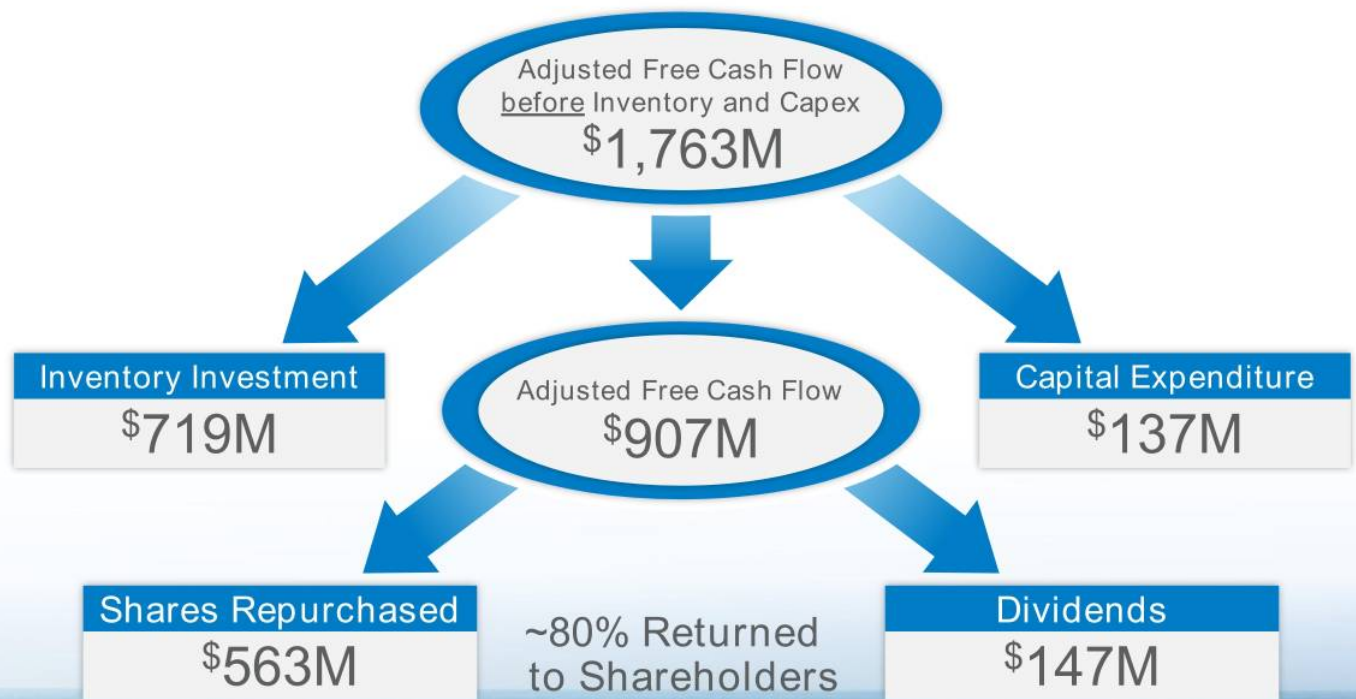 Adjusted Free Cash Flow
before Inventory and Capex
$1,763M
Inventory Investment
$719M
Adjusted Free Cash Flow
$907M
Capital Expenditure
$137M
Shares Repurchased
$563M
~80% Returned
to Shareholders
Dividends
$147M